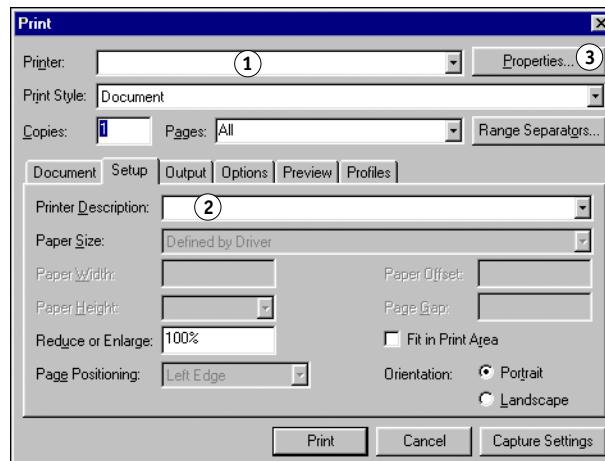 Print
Printer: 1 Properties... 3
Print Style: Document
Copies: 1 Pages: All Range Separators...
Document Setup Output Options Preview Profiles
Printer Description: 2
Paper Size: Defined by Driver
Paper Width: Paper Offset:
Paper Height: Page Gap:
Reduce or Enlarge: 100% Fit in Print Area
Page Positioning: Left Edge Orientation: Portrait
Landscape
Print Cancel Capture Settings